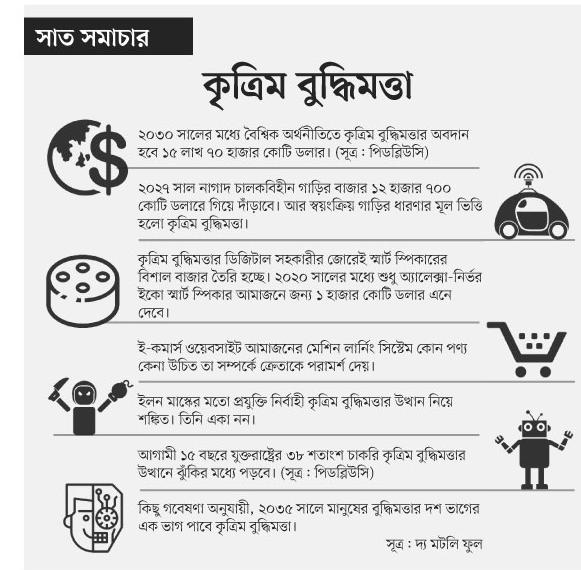 সাত সমাচার
কৃত্রিম বুদ্ধিমত্তা
২০৩০ সালের মধ্যে বৈশ্বিক অর্থনীতিতে কৃত্রিম বুদ্ধিমত্তার অবদান
হবে ১৫ লাখ ৭০ হাজার কোটি ডলার। (সূত্র : পিডব্লিউসি)
২০২৭ সাল নাগাদ চালকবিহীন গাড়ির বাজার ১২ হাজার ৭০০
কোটি ডলারে গিয়ে দাঁড়াবে। আর স্বয়ংক্রিয় গাড়ির ধারণার মূল ভিত্তি
হলো কৃত্রিম বুদ্ধিমত্তা।
কৃত্রিম বুদ্ধিমত্তার ডিজিটাল সহকারীর জোরেই স্মার্ট স্পিকারের
বিশাল বাজার তৈরি হচ্ছে। ২০২০ সালের মধ্যে শুধু অ্যালেক্সা-নির্ভর
ইকো স্মার্ট স্পিকার আমাজনে জন্য ১ হাজার কোটি ডলার এনে
দেবে।
ই-কমার্স ওয়েবসাইট আমাজনের মেশিন লার্নিং সিস্টেম কোন পণ্য
কেনা উচিত তা সম্পর্কে ক্রেতাকে পরামর্শ দেয়।
ইলন মাস্কের মতো প্রযুক্তি নির্বাহী কৃত্রিম বুদ্ধিমত্তার উত্থান নিয়ে
শঙ্কিত। তিনি একা নন।
আগামী ১৫ বছরে যুক্তরাষ্ট্রের ৩৮ শতাংশ চাকরি কৃত্রিম বুদ্ধিমত্তার
উত্থানে ঝুঁকির মধ্যে পড়বে। (সূত্র : পিডব্লিউসি)
কিছু গবেষণা অনুযায়ী, ২০৩৫ সালে মানুষের বুদ্ধিমত্তার দশ ভাগের
এক ভাগ পাবে কৃত্রিম বুদ্ধিমত্তা।
সূত্র : দ্য মটলি ফুল